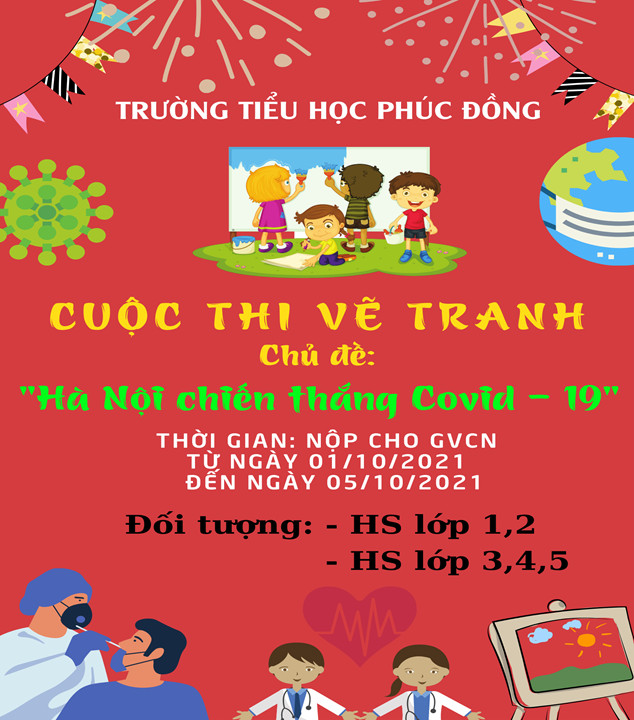 TRƯỜNG TIỂU HỌC PHÚC ĐỒNG
CUỘC THI VẼ TRANH
Chủ đề:
"Hà Nội chiến thắng Covid – 19"
THỜI GIAN: NỘP CHO GVCN
TỪ NGÀY 01/10/2021
ĐẾN NGÀY 05/10/2021
Đối tượng: - HS lớp 1,2
- HS lớp 3,4,5